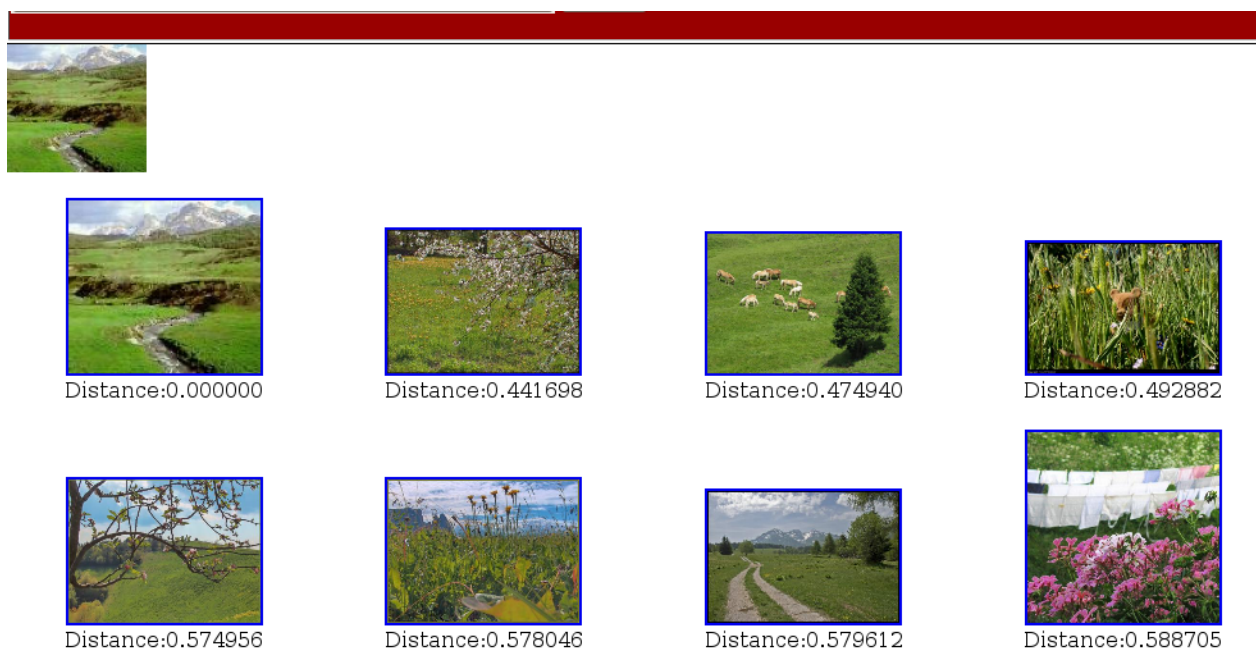 Distance:0.000000
Distance:0.441698
Distance:0.474940
Distance:0.492882
Distance:0.574956
Distance:0.578046
Distance:0.579612
Distance:0.588705